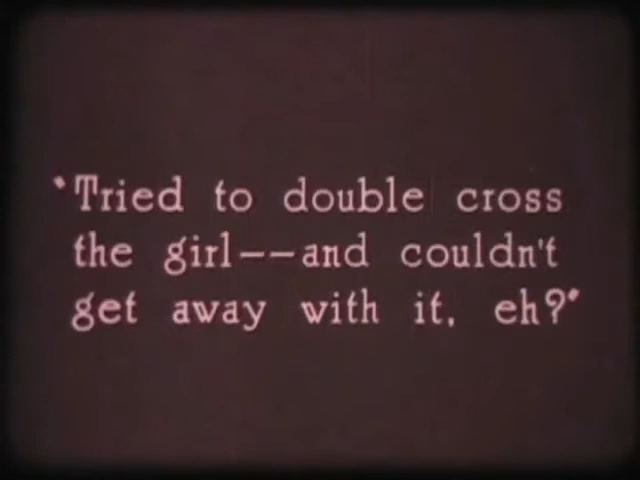 "Tried to double cross
the girl--and couldn't
get away with it, eh?"